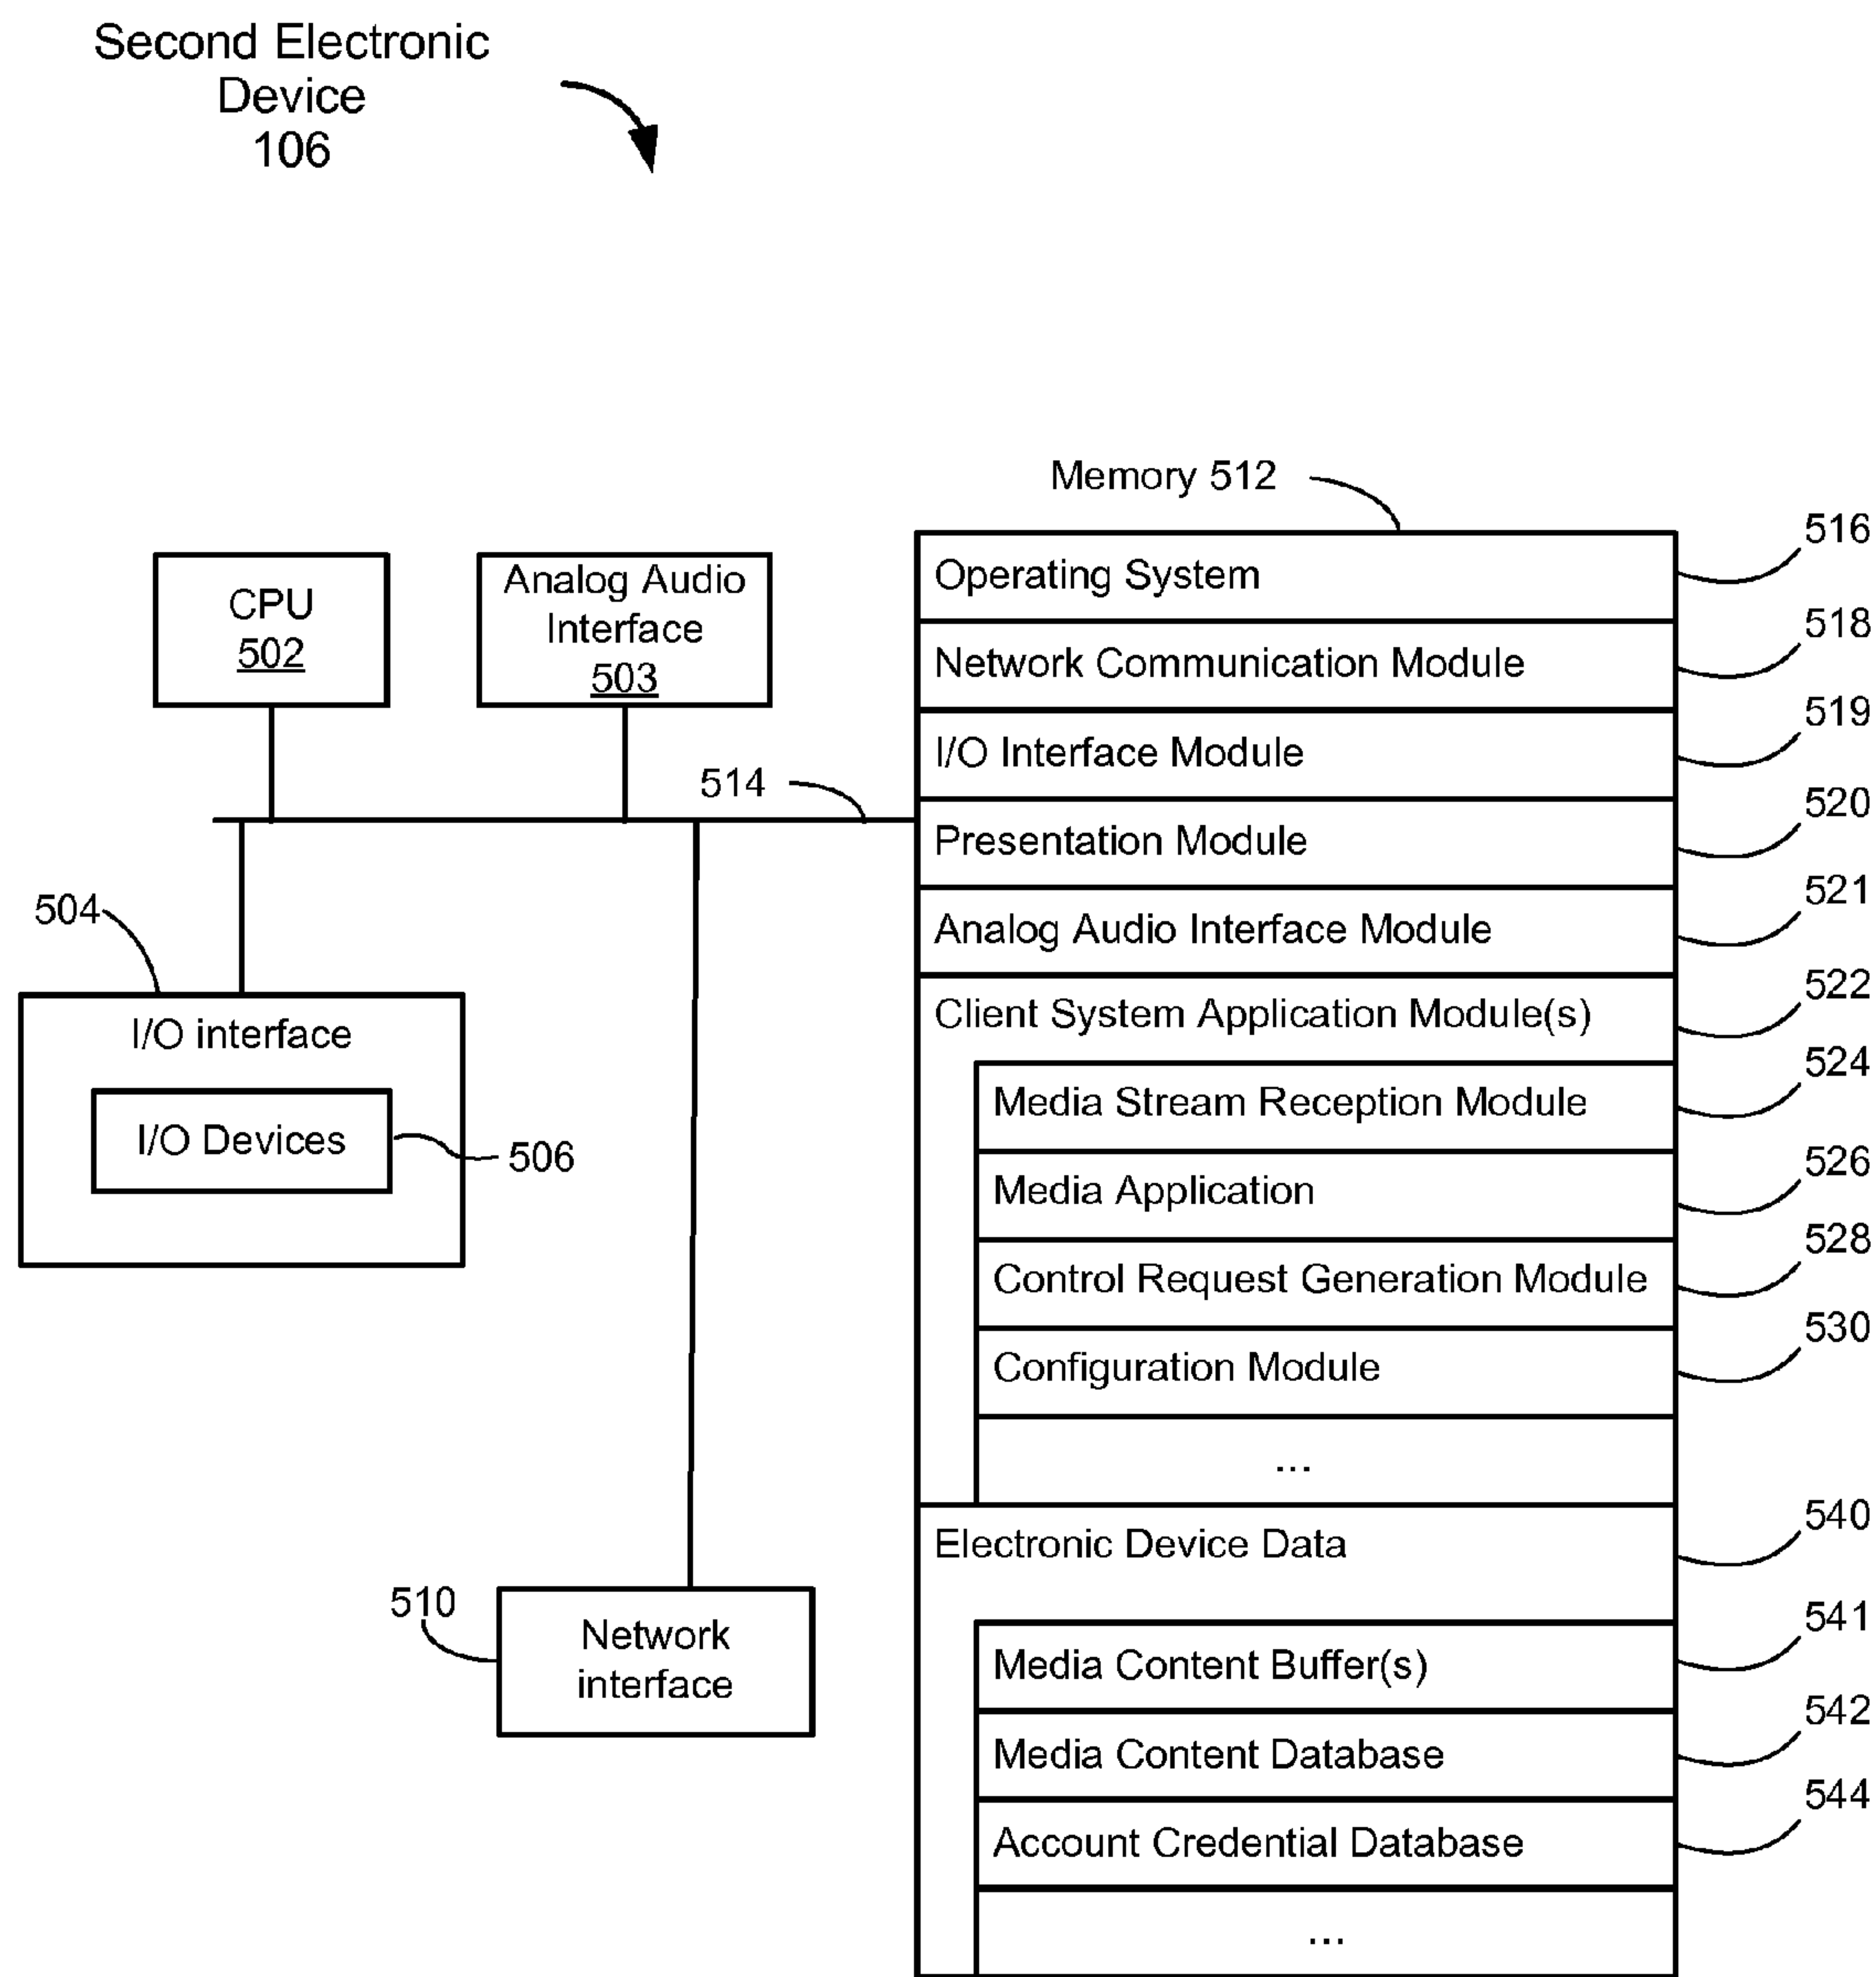 Second Electronic
Device
106
Memory 512
CPU
502
Analog Audio
Interface
503
514
504
I/O interface
I/O Devices
506
510
Network
interface
Operating System
516
Network Communication Module
518
I/O Interface Module
519
Presentation Module
520
Analog Audio Interface Module
521
Client System Application Module(s)
522
Media Stream Reception Module
524
Media Application
526
Control Request Generation Module
528
Configuration Module
530
...
Electronic Device Data
540
Media Content Buffer(s)
541
Media Content Database
542
Account Credential Database
544
...